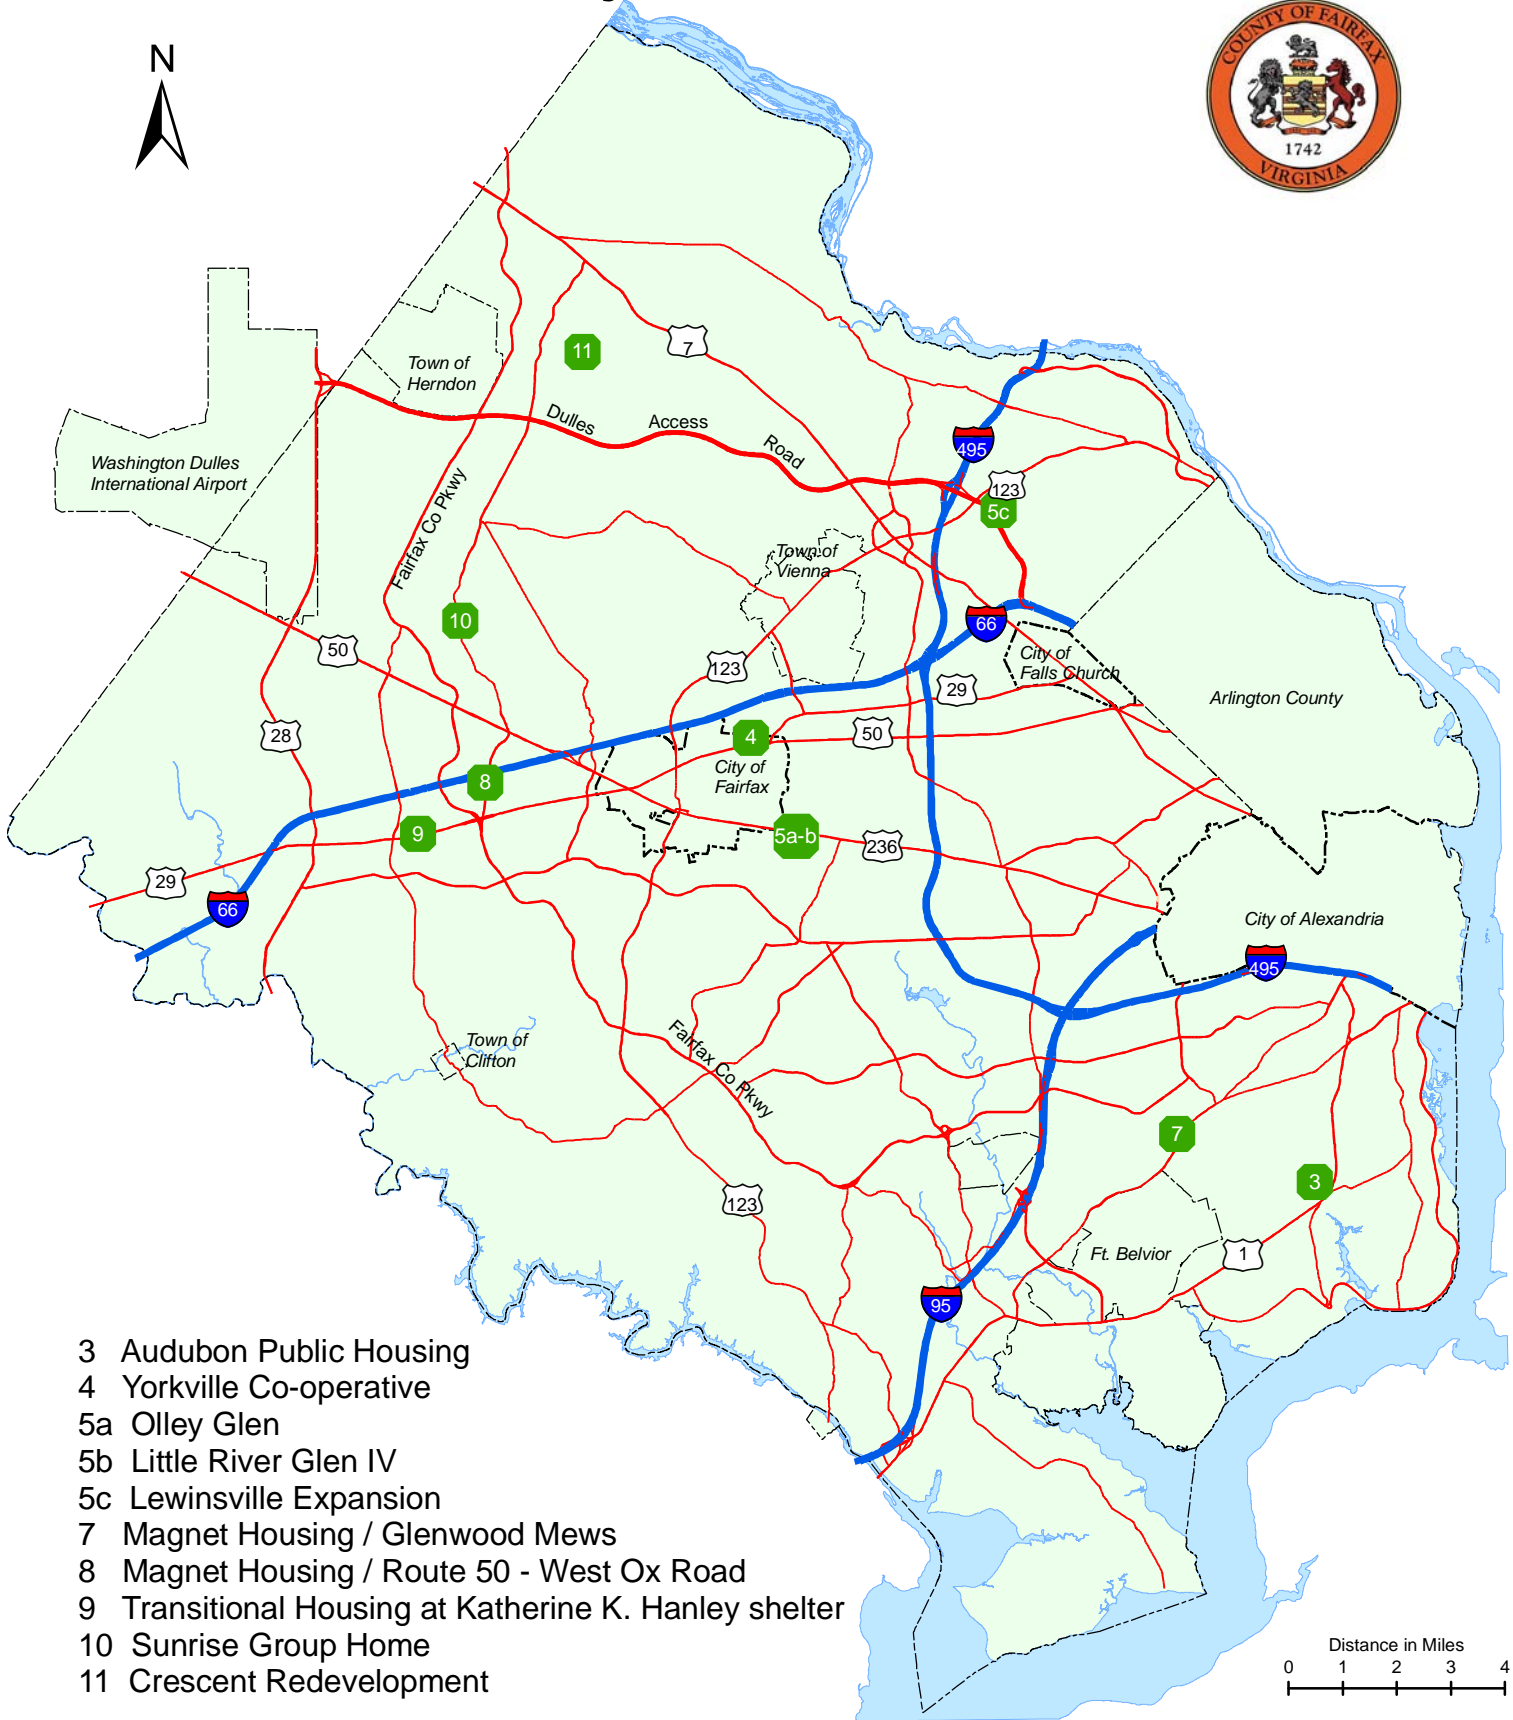 N
COUNTY OF FAIRFAX
1742
VIRGINIA
11
7
Town of
Herndon
Dulles
Access
Road
495
Washington Dulles
International Airport
123
5c
Fairfax Co Pkwy
Town of
Vienna
10
66
50
City of
Falls Church
123
29
Arlington County
28
4
50
City of
Fairfax
8
9
5a-b
236
29
66
City of Alexandria
495
Town of
Clifton
Fairfax Co Pkwy
7
3
123
Ft. Belvior
1
95
3 Audubon Public Housing
4 Yorkville Co-operative
5a Olley Glen
5b Little River Glen IV
5c Lewinsville Expansion
7 Magnet Housing / Glenwood Mews
8 Magnet Housing / Route 50 - West Ox Road
9 Transitional Housing at Katherine K. Hanley shelter
10 Sunrise Group Home
11 Crescent Redevelopment
Distance in Miles
0 1 2 3 4